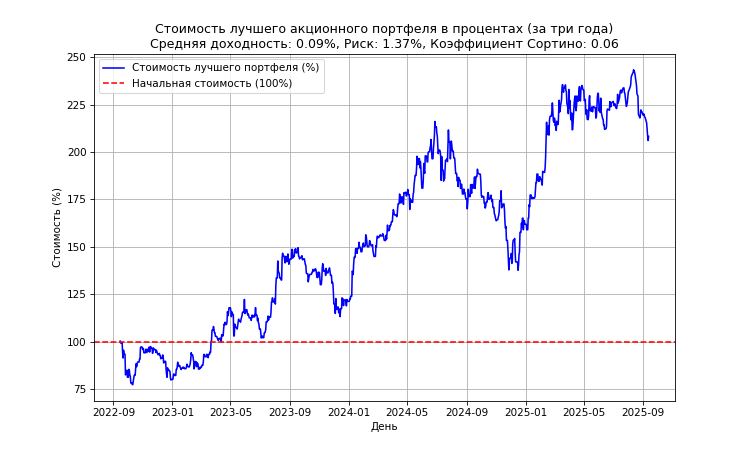 Стоимость лучшего акционного портфеля в процентах (за три года)
Средняя доходность: 0.09%, Риск: 1.37%, Коэффициент Сортино: 0.06
Стоимость лучшего портфеля (%)
Начальная стоимость (100%)
Стоимость (%)
250
225
200
175
150
125
100
75
2022-09 2023-01 2023-05 2023-09 2024-01 2024-05 2024-09 2025-01 2025-05 2025-09
День